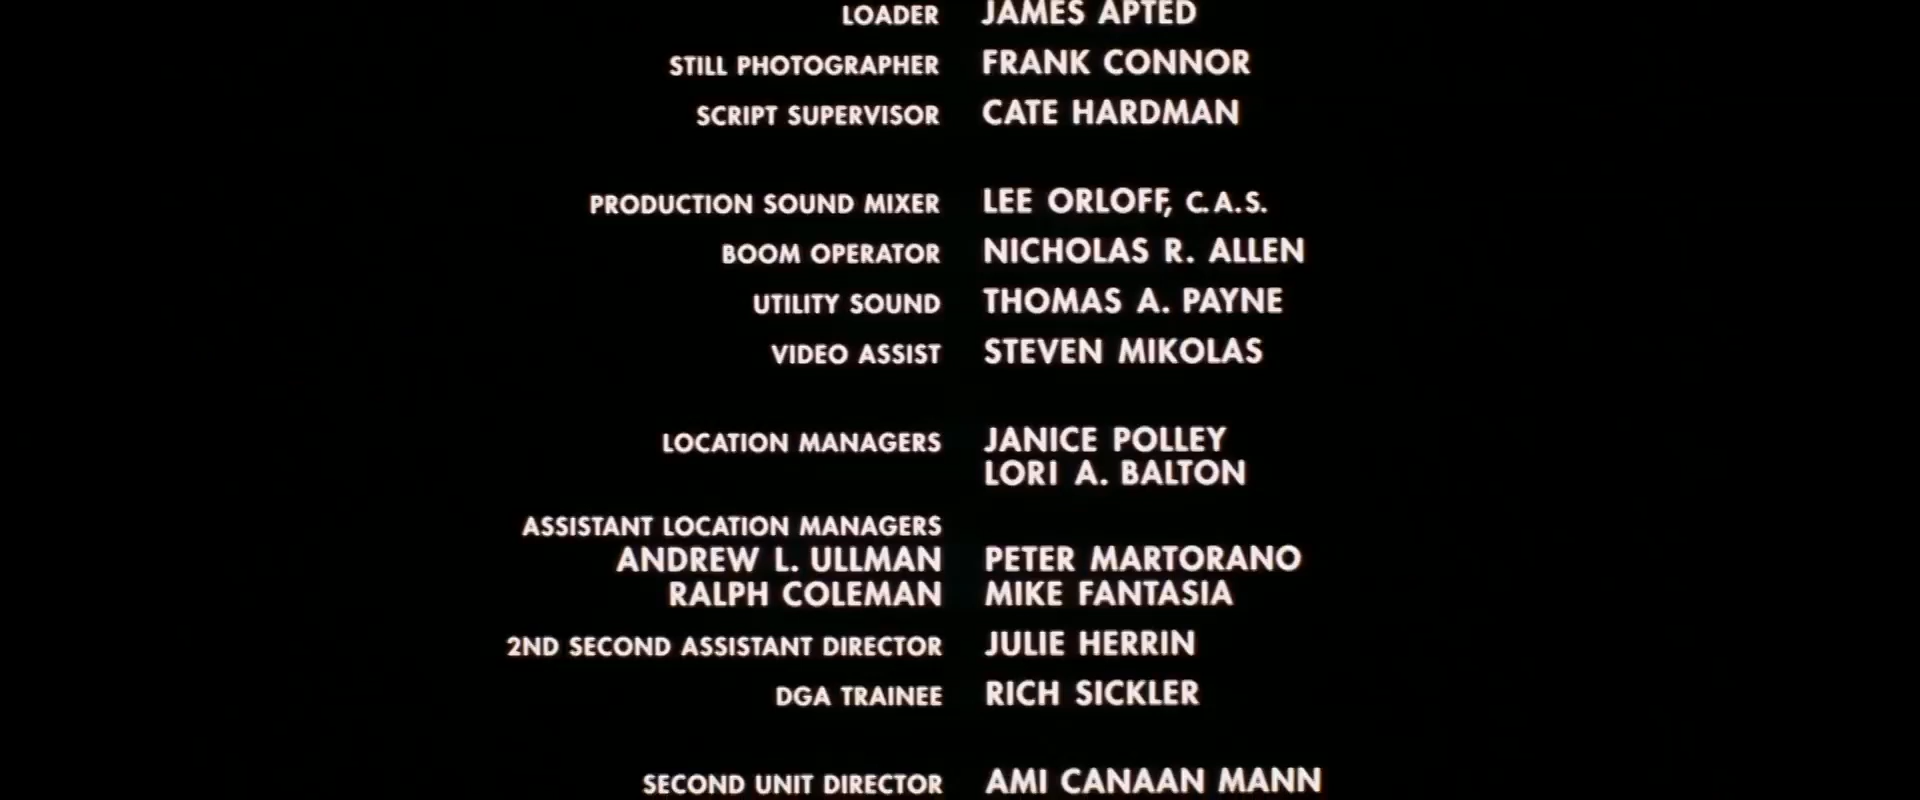 LOADER JAMES APTED
STILL PHOTOGRAPHER FRANK CONNOR
SCRIPT SUPERVISOR CATE HARDMAN
PRODUCTION SOUND MIXER LEE ORLOFF, C.A.S.
BOOM OPERATOR NICHOLAS R. ALLEN
UTILITY SOUND THOMAS A. PAYNE
VIDEO ASSIST STEVEN MIKOLAS
LOCATION MANAGERS JANICE POLLEY
LORI A. BALTON
ASSISTANT LOCATION MANAGERS
ANDREW L. ULLMAN PETER MARTORANO
RALPH COLEMAN MIKE FANTASIA
2ND SECOND ASSISTANT DIRECTOR JULIE HERRIN
DGA TRAINEE RICH SICKLER
SECOND UNIT DIRECTOR AMI CANAAN MANN